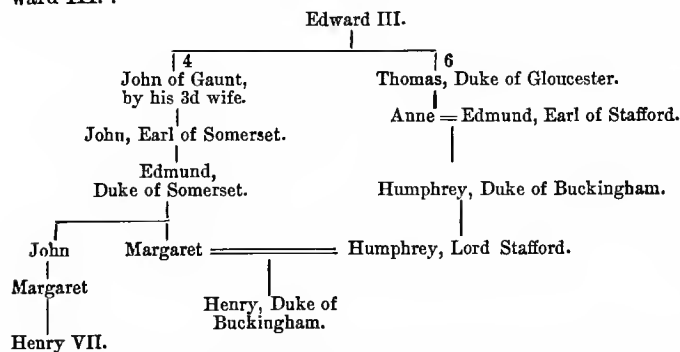 ward III. :
Edward III.
4 6
John of Gaunt, Thomas, Duke of Gloucester.
by his 3d wife.
Anne = Edmund, Earl of Stafford.
John, Earl of Somerset.
Edmund,
Duke of Somerset. Humphrey, Duke of Buckingham.
John Margaret Humphrey, Lord Stafford.
Margaret
Henry, Duke of
Buckingham.
Henry VII.